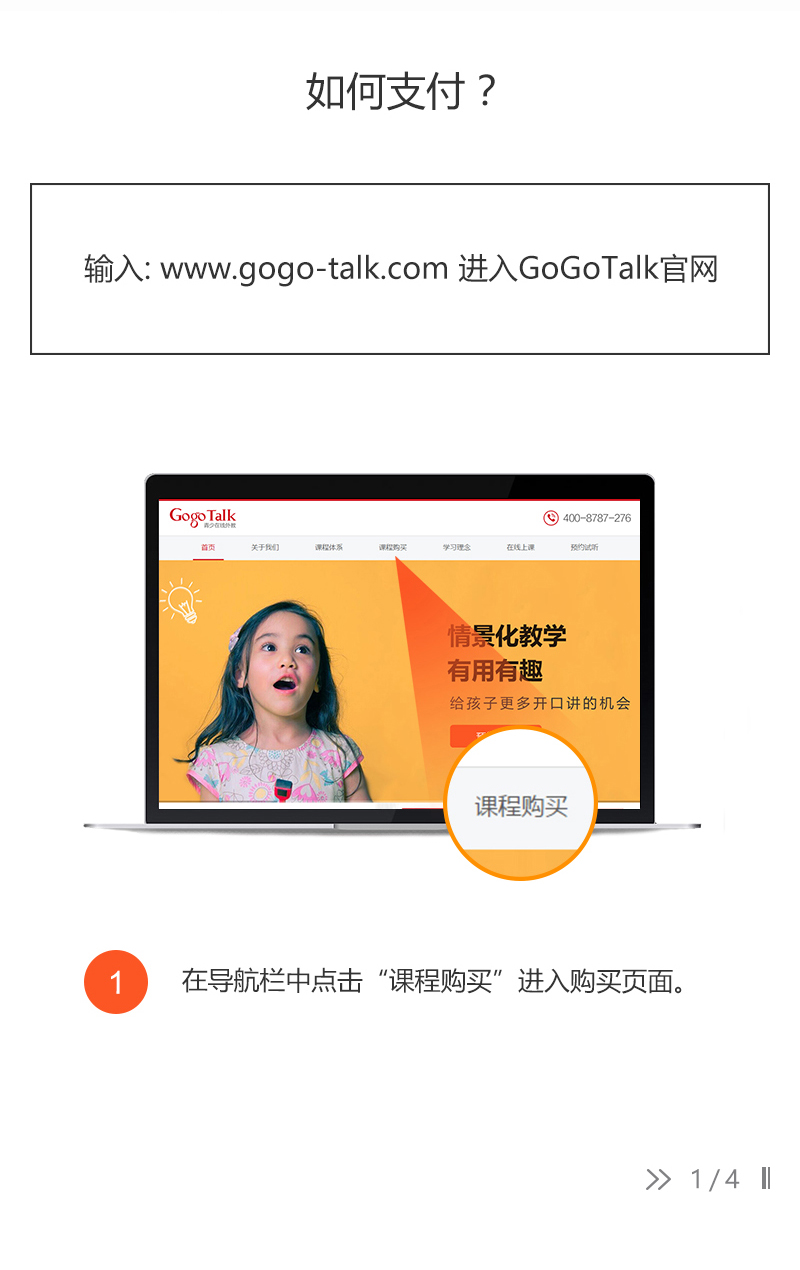 如何支付？
输入: www.gogo-talk.com 进入GoGoTalk官网
GogoTalk
青少在线外教
400-8787-276
首页 关于我们 课程体系 课程购买 学习理念 在线上课 预约试听
情景化教学
有用有趣
给孩子更多开口讲的机会
课程购买
1 在导航栏中点击“课程购买”进入购买页面。
1/4